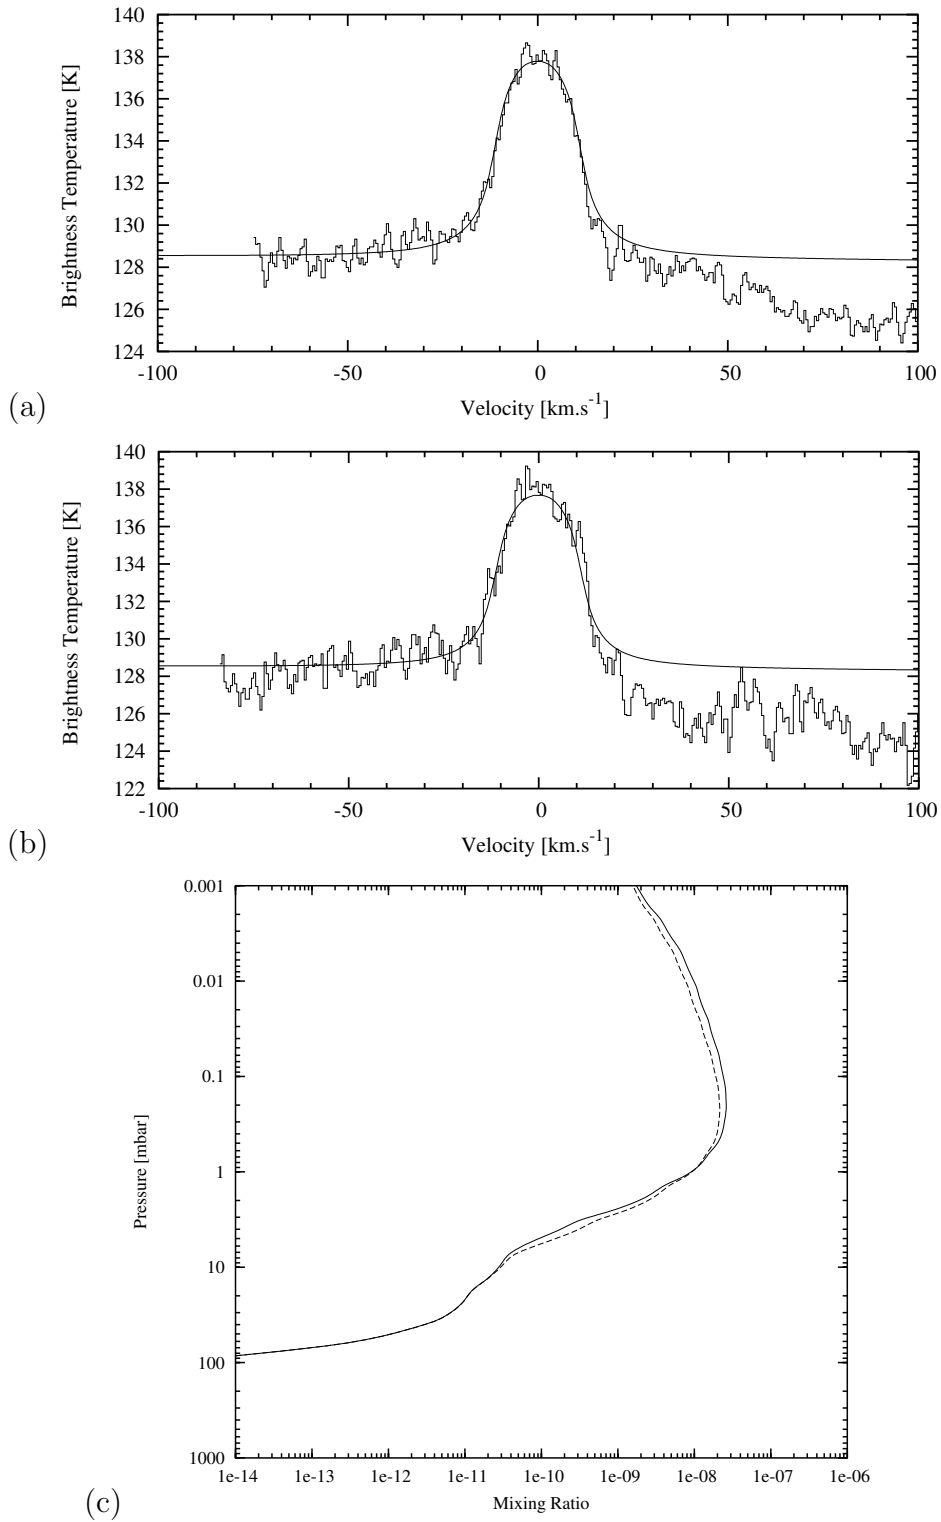 140
138
136
134
132
130
128
126
124
Brightness Temperature [K]
-100
-50
0
50
100
Velocity [km.s-1]
(a)
140
138
136
134
132
130
128
126
124
122
Brightness Temperature [K]
-100
-50
0
50
100
Velocity [km.s-1]
(b)
0.001
0.01
0.1
1
10
100
1000
Pressure [mbar]
1e-14
1e-13
1e-12
1e-11
1e-10
1e-09
1e-08
1e-07
1e-06
Mixing Ratio
(c)